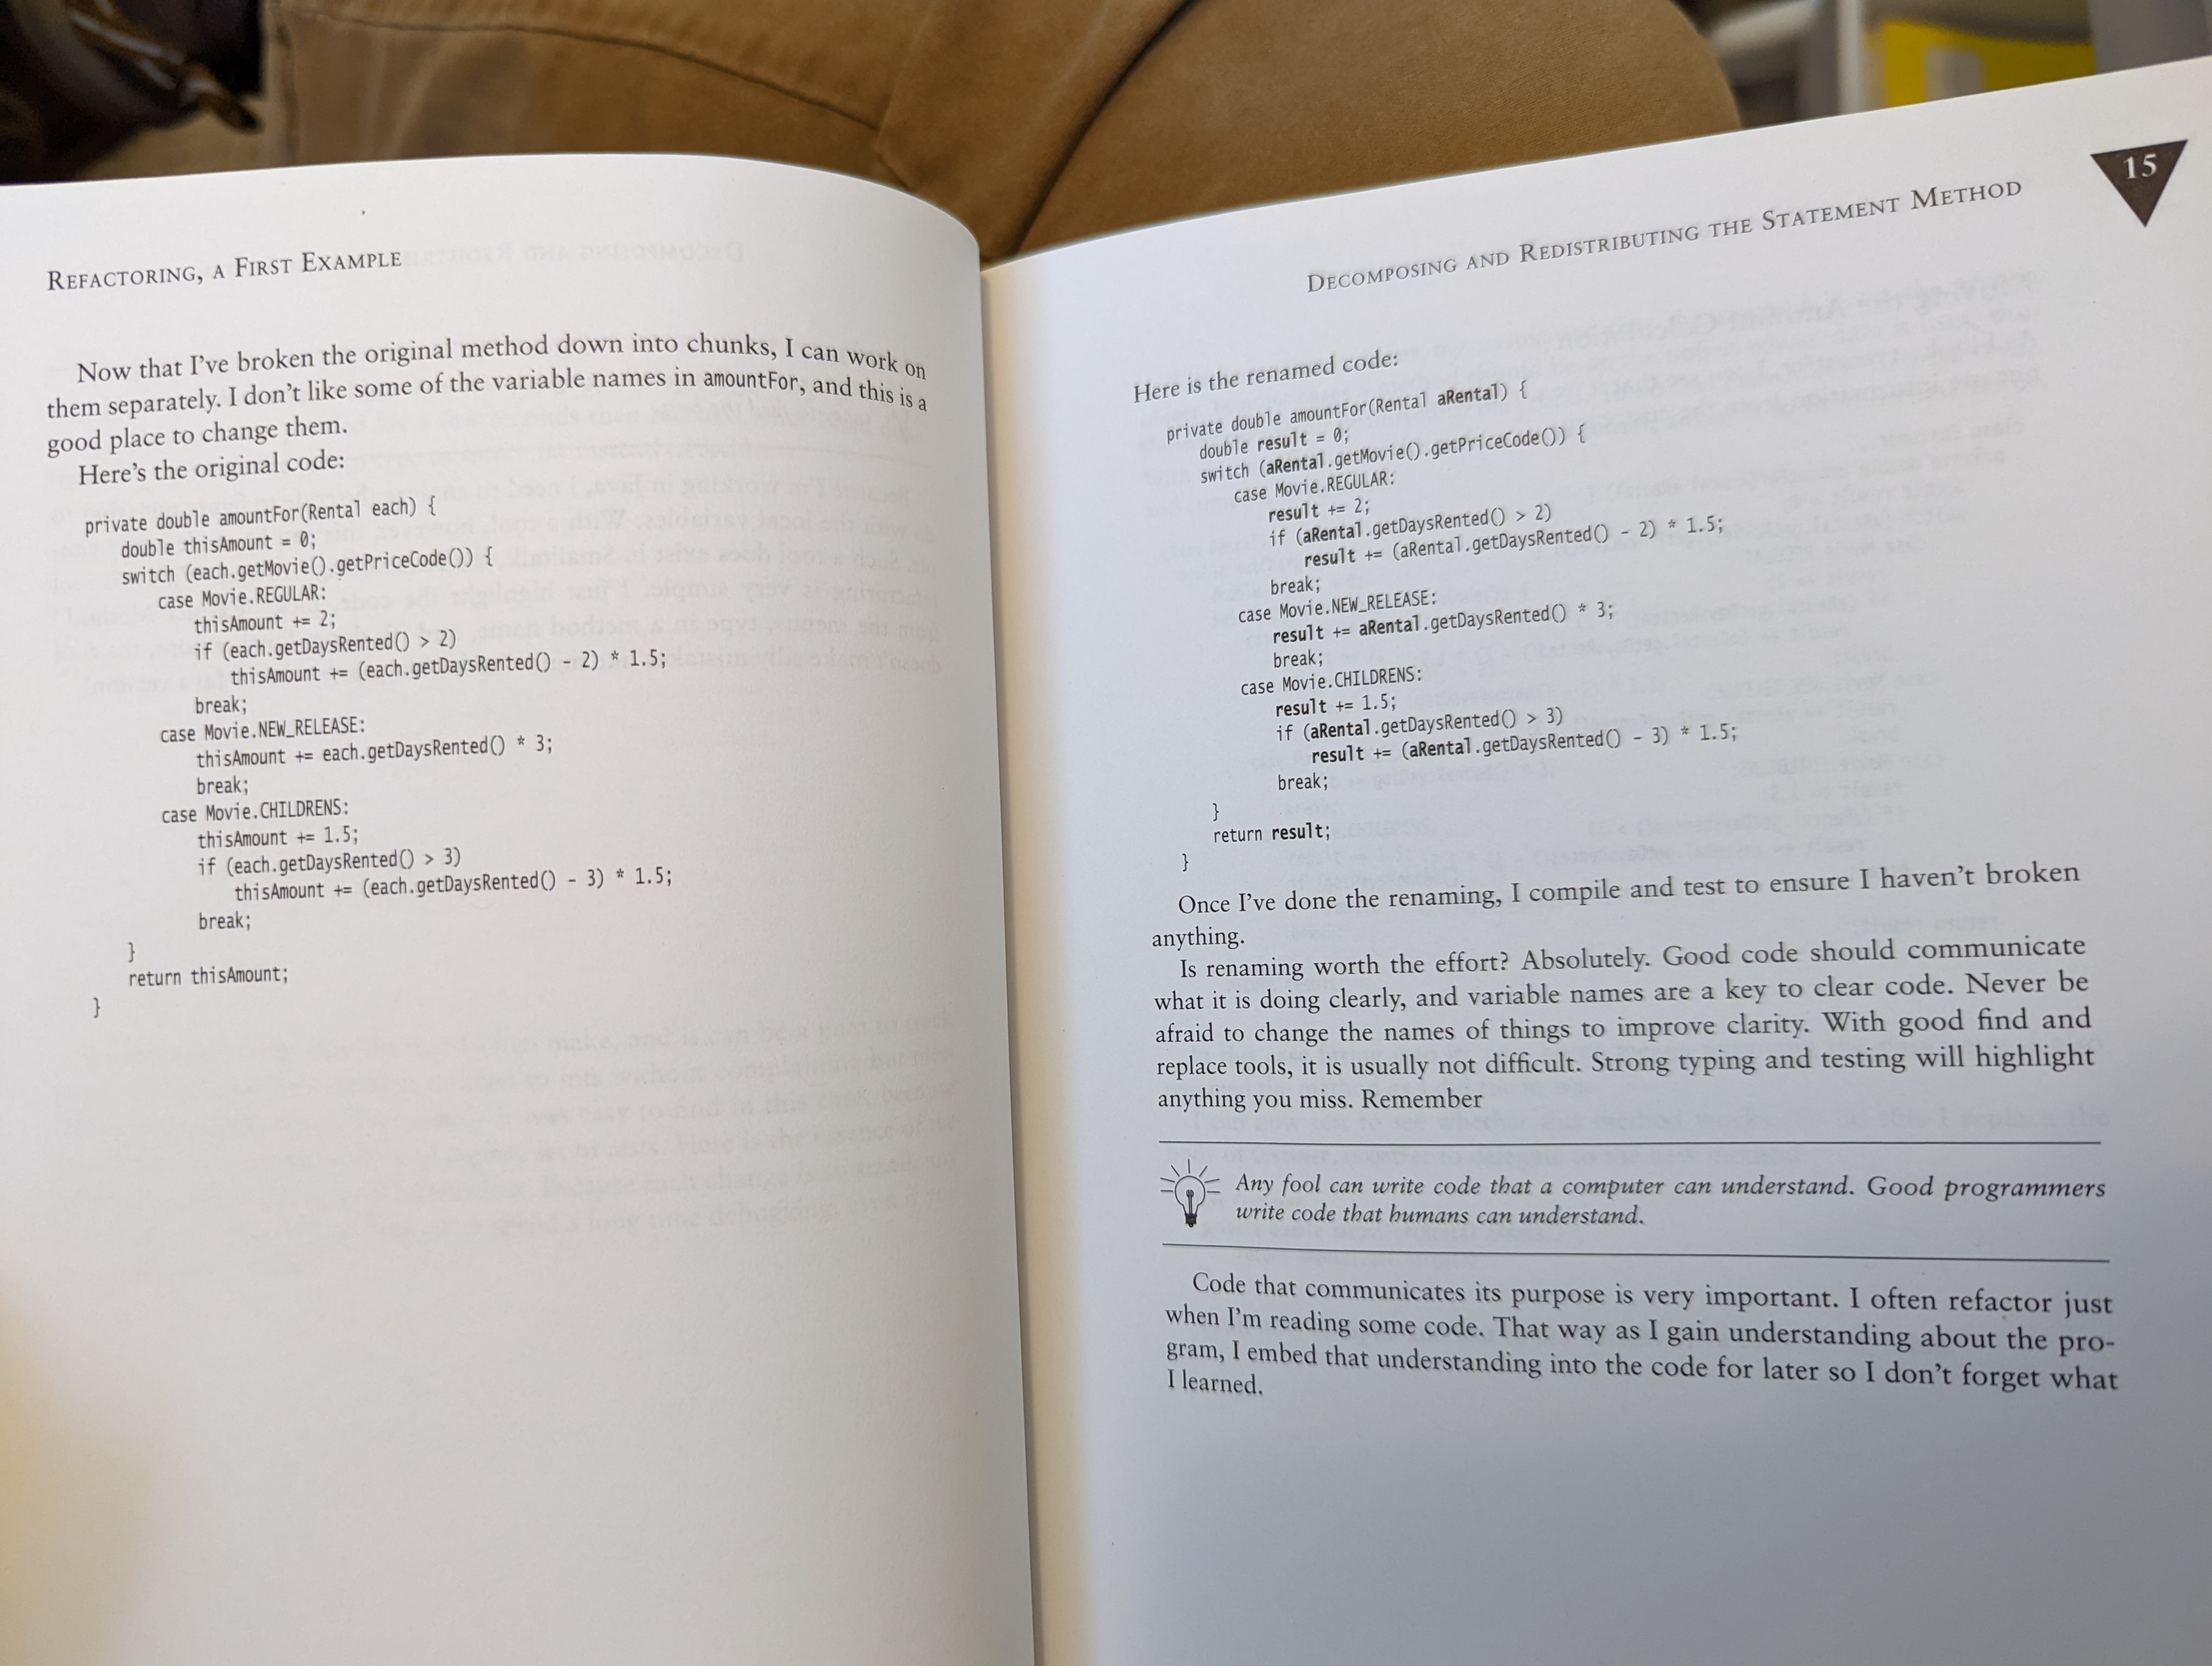 REFACTORING, A FIRST EXAMPLE
Now that I've broken the original method down into chunks, I can work on
them separately. I don't like some of the variable names in amountFor, and this is a
good place to change them.
Here's the original code:
private double amountFor(Rental each) {
double thisAmount = 0;
switch (each.getMovie().getPriceCode()) {
case Movie.REGULAR:
thisAmount += 2;
if (each.getDaysRented() > 2)
thisAmount += (each.getDaysRented() - 2) * 1.5;
break;
case Movie.NEW_RELEASE:
thisAmount += each.getDaysRented() * 3;
break;
case Movie.CHILDRENS:
thisAmount += 1.5;
if (each.getDaysRented() > 3)
thisAmount += (each.getDaysRented() - 3) * 1.5;
break;
}
return thisAmount;
}
DECOMPOSING AND REDISTRIBUTING THE STATEMENT METHOD
15
Here is the renamed code:
private double amountFor(Rental aRental) {
double result = 0;
switch (aRental.getMovie().getPriceCode()) {
case Movie.REGULAR:
result += 2;
if (aRental.getDaysRented() > 2)
result += (aRental.getDaysRented() - 2) * 1.5;
break;
case Movie.NEW_RELEASE:
result += aRental.getDaysRented() * 3;
break;
case Movie.CHILDRENS:
result += 1.5;
if (aRental.getDaysRented() > 3)
result += (aRental.getDaysRented() - 3) * 1.5;
break;
}
return result;
}
Once I've done the renaming, I compile and test to ensure I haven't broken
anything.
Is renaming worth the effort? Absolutely. Good code should communicate
what it is doing clearly, and variable names are a key to clear code. Never be
afraid to change the names of things to improve clarity. With good find and
replace tools, it is usually not difficult. Strong typing and testing will highlight
anything you miss. Remember
Any fool can write code that a computer can understand. Good programmers
write code that humans can understand.
Code that communicates its purpose is very important. I often refactor just
when I'm reading some code. That way as I gain understanding about the pro-
gram, I embed that understanding into the code for later so I don't forget what
I learned.